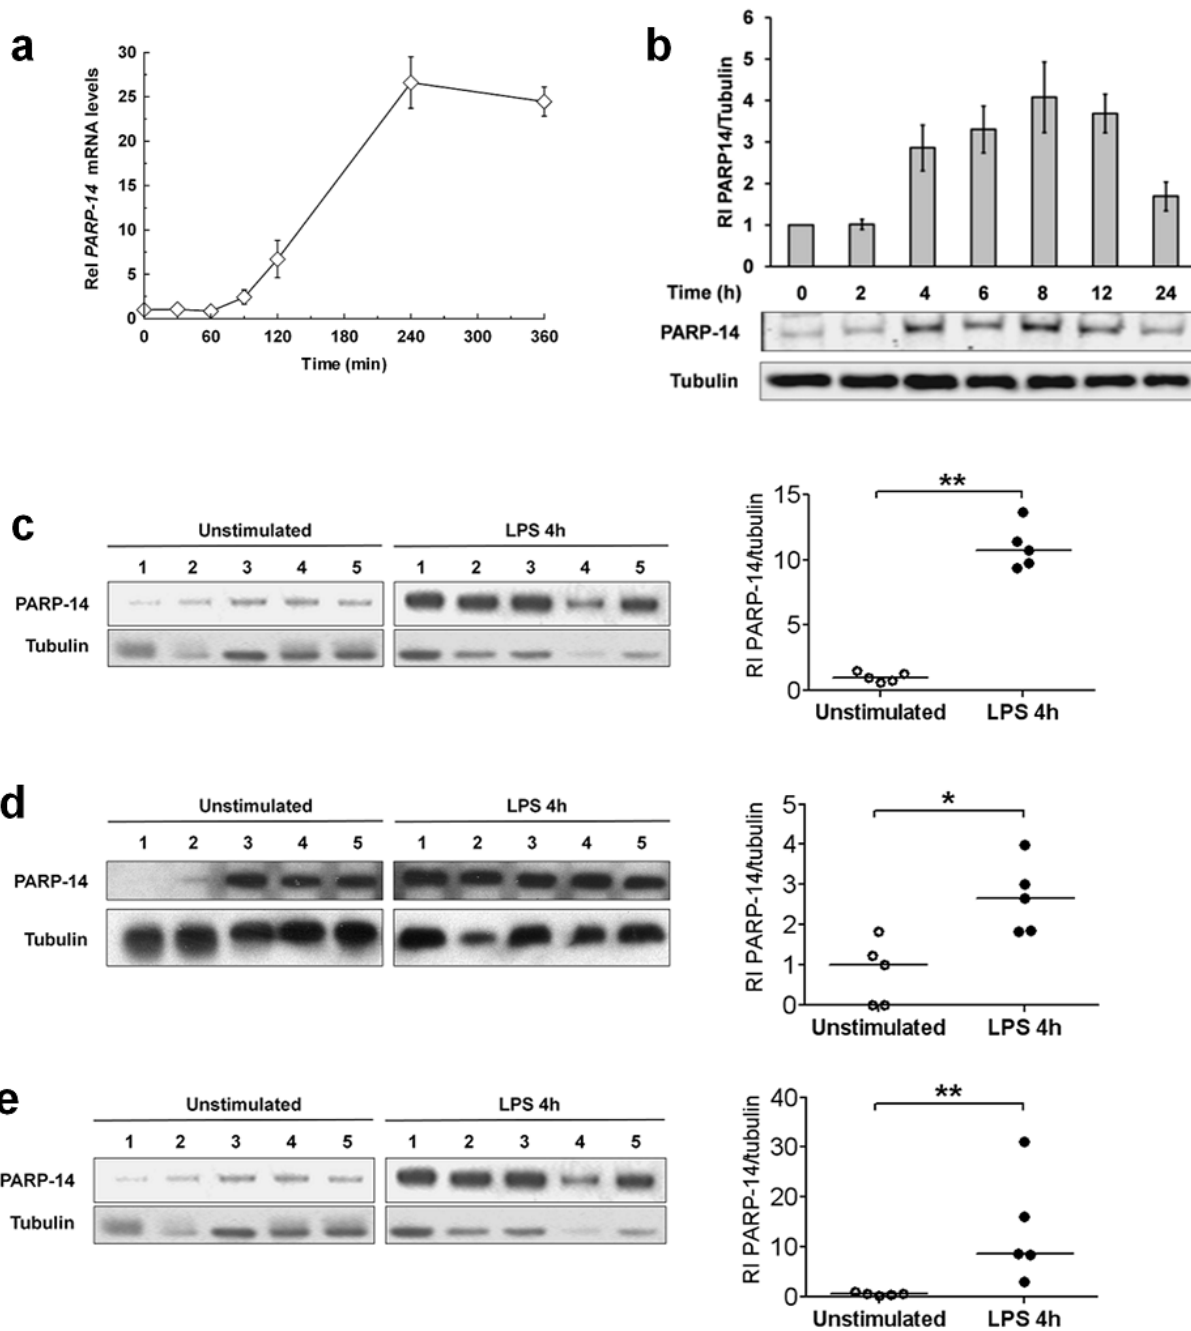 a
Rel PARP-14 mRNA levels
30
25
20
15
10
5
0
0 60 120 180 240 300 360
Time (min)
b
RI PARP14/Tubulin
6
5
4
3
2
1
0
Time (h) 0 2 4 6 8 12 24
PARP-14
Tubulin
c
Unstimulated LPS 4h
1 2 3 4 5 1 2 3 4 5
PARP-14
Tubulin
RI PARP-14/tubulin
15
10
5
0
**
Unstimulated LPS 4h
d
Unstimulated LPS 4h
1 2 3 4 5 1 2 3 4 5
PARP-14
Tubulin
RI PARP-14/tubulin
5
4
3
2
1
0
*
Unstimulated LPS 4h
e
Unstimulated LPS 4h
1 2 3 4 5 1 2 3 4 5
PARP-14
Tubulin
RI PARP-14/tubulin
40
30
20
10
0
**
Unstimulated LPS 4h